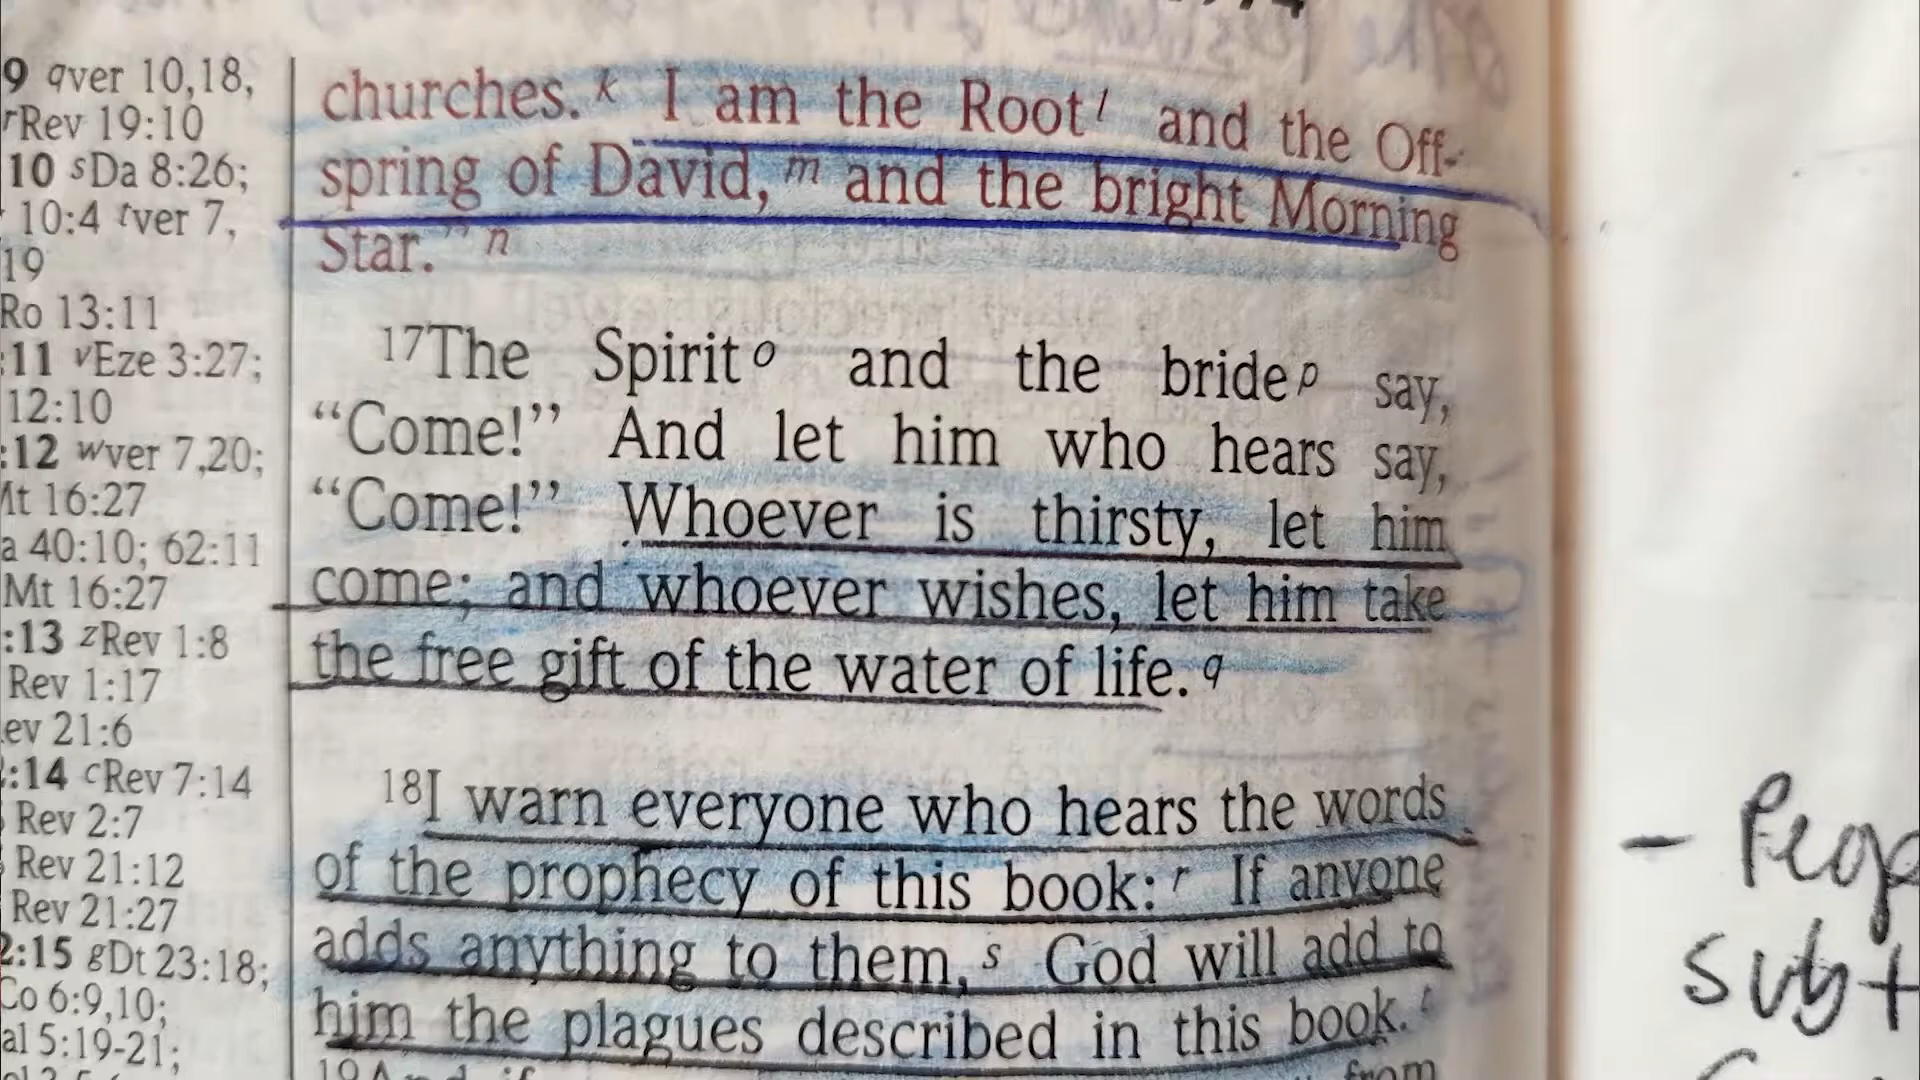 9 qver 10,18,
rRev 19:10
10 sDa 8:26;
10:4 tver 7,
19
Ro 13:11
:11 vEze 3:27;
12:10
:12 wver 7,20;
Mt 16:27
a 40:10; 62:11
Mt 16:27
:13 zRev 1:8
Rev 1:17
ev 21:6
:14 cRev 7:14
Rev 2:7
Rev 21:12
Rev 21:27
2:15 gDt 23:18;
Co 6:9,10;
al 5:19-21;
churches.k I am the Rootl and the Off-
spring of David,m and the bright Morning
Star.”n
17The Spirito and the bridep say,
“Come!” And let him who hears say,
“Come!” Whoever is thirsty, let him
come; and whoever wishes, let him take
the free gift of the water of life.q
18I warn everyone who hears the words
of the prophecy of this book:r If anyone
adds anything to them,s God will add to
him the plagues described in this book.t
19And if
from
- Peop
subt